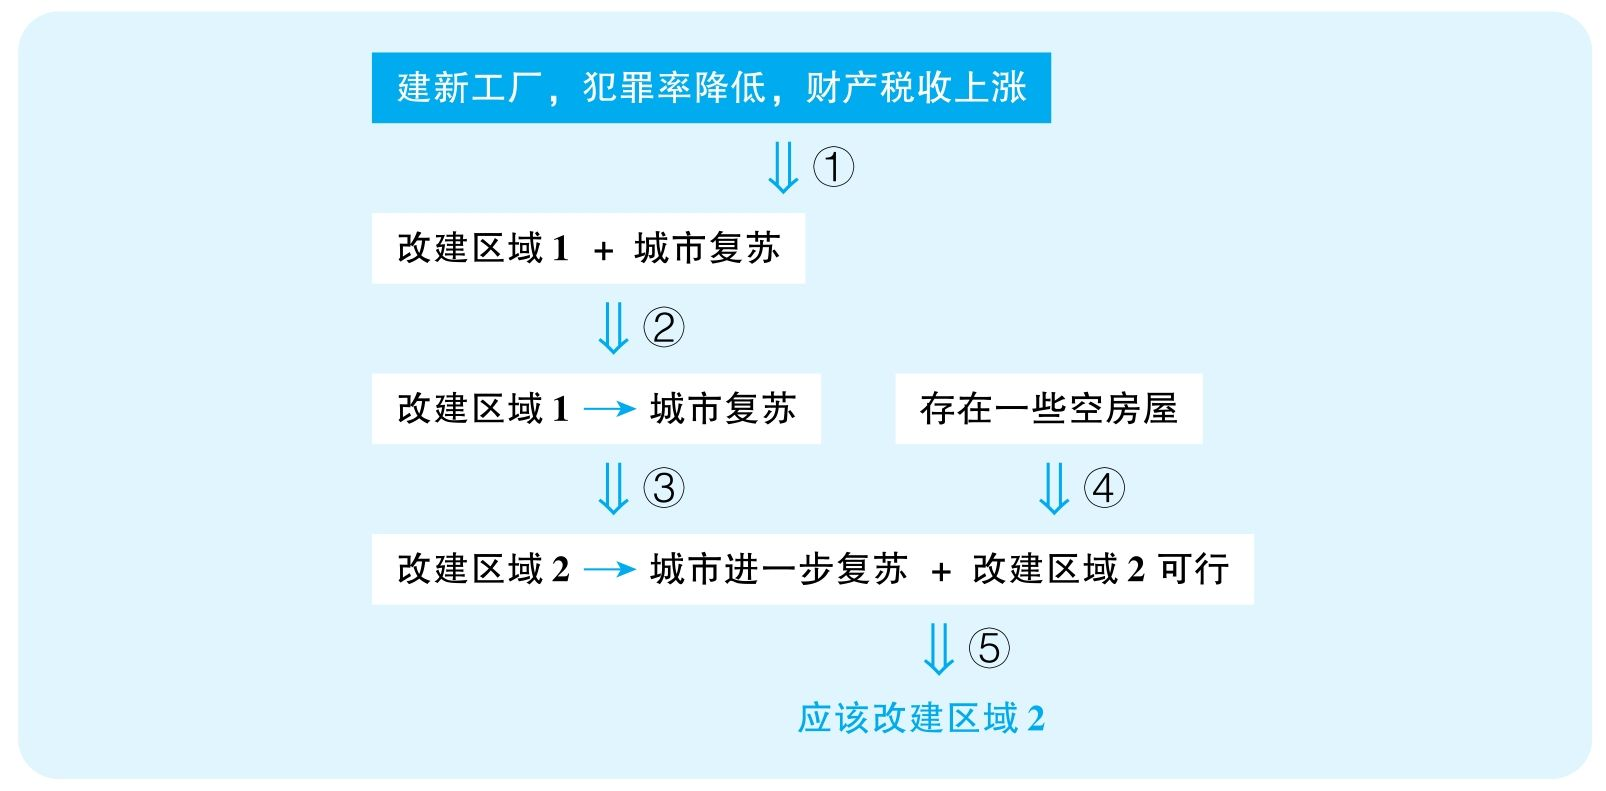 建新工厂，犯罪率降低，财产税收上涨
①
改建区域 1 + 城市复苏
②
改建区域 1 → 城市复苏 存在一些空房屋
③ ④
改建区域 2 → 城市进一步复苏 + 改建区域 2 可行
⑤
应该改建区域 2